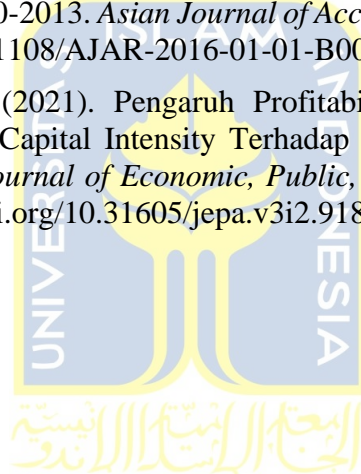 0-2013. Asian Journal of Acc
1108/AJAR-2016-01-01-B00
(2021). Pengaruh Profitabi
Capital Intensity Terhadap
ournal of Economic, Public,
i.org/10.31605/jepa.v3i2.918
ISLAM
UNIVERSITAS
INDONESIA